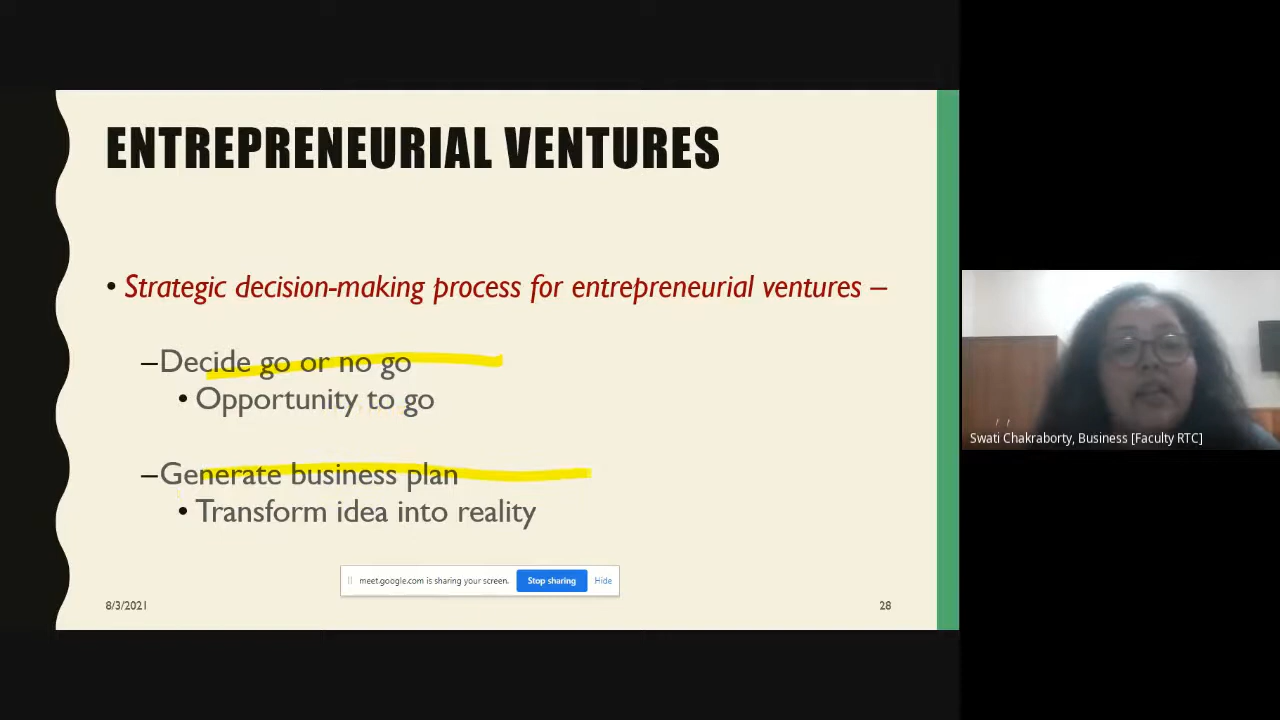 ENTREPRENEURIAL VENTURES
• Strategic decision-making process for entrepreneurial ventures –
–Decide go or no go
• Opportunity to go
–Generate business plan
• Transform idea into reality
meet.google.com is sharing your screen. Stop sharing Hide
8/3/2021 28
Swati Chakraborty, Business [Faculty RTC]